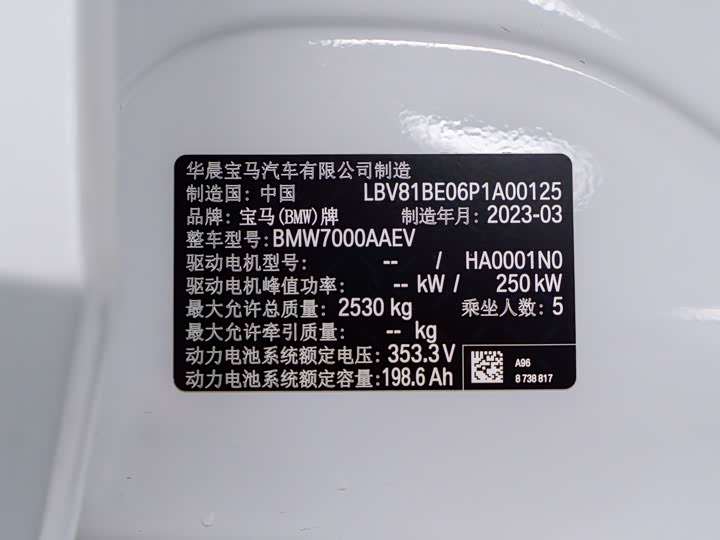 华晨宝马汽车有限公司制造
制造国: 中国 LBV81BE06P1A00125
品牌: 宝马(BMW)牌 制造年月: 2023-03
整车型号: BMW7000AAEV
驱动电机型号: -- / HA0001N0
驱动电机峰值功率: -- kW / 250 kW
最大允许总质量: 2530 kg 乘坐人数: 5
最大允许牵引质量: -- kg
动力电池系统额定电压: 353.3 V
动力电池系统额定容量: 198.6 Ah
A96
8 738 817